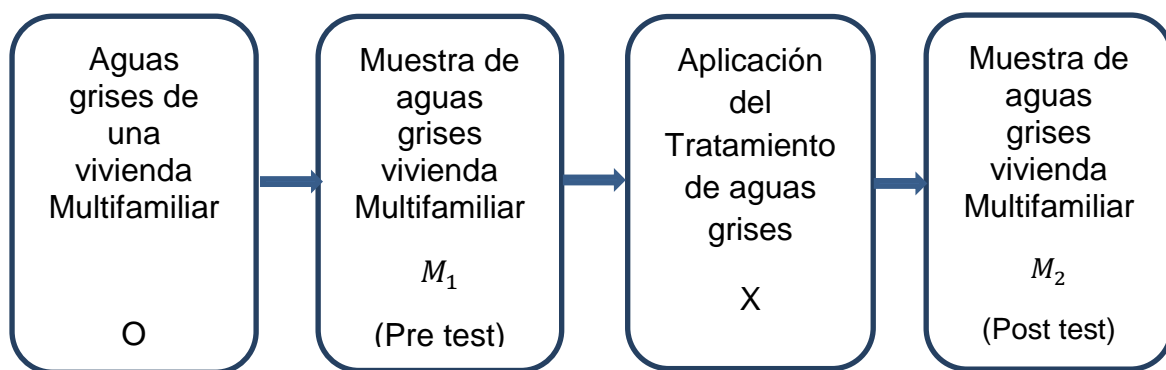 Aguas
grises de
una
vivienda
Multifamiliar
O
Muestra de
aguas
grises
vivienda
Multifamiliar
M₁
(Pre test)
Aplicación
del
Tratamiento
de aguas
grises
X
Muestra de
aguas
grises
vivienda
Multifamiliar
M₂
(Post test)